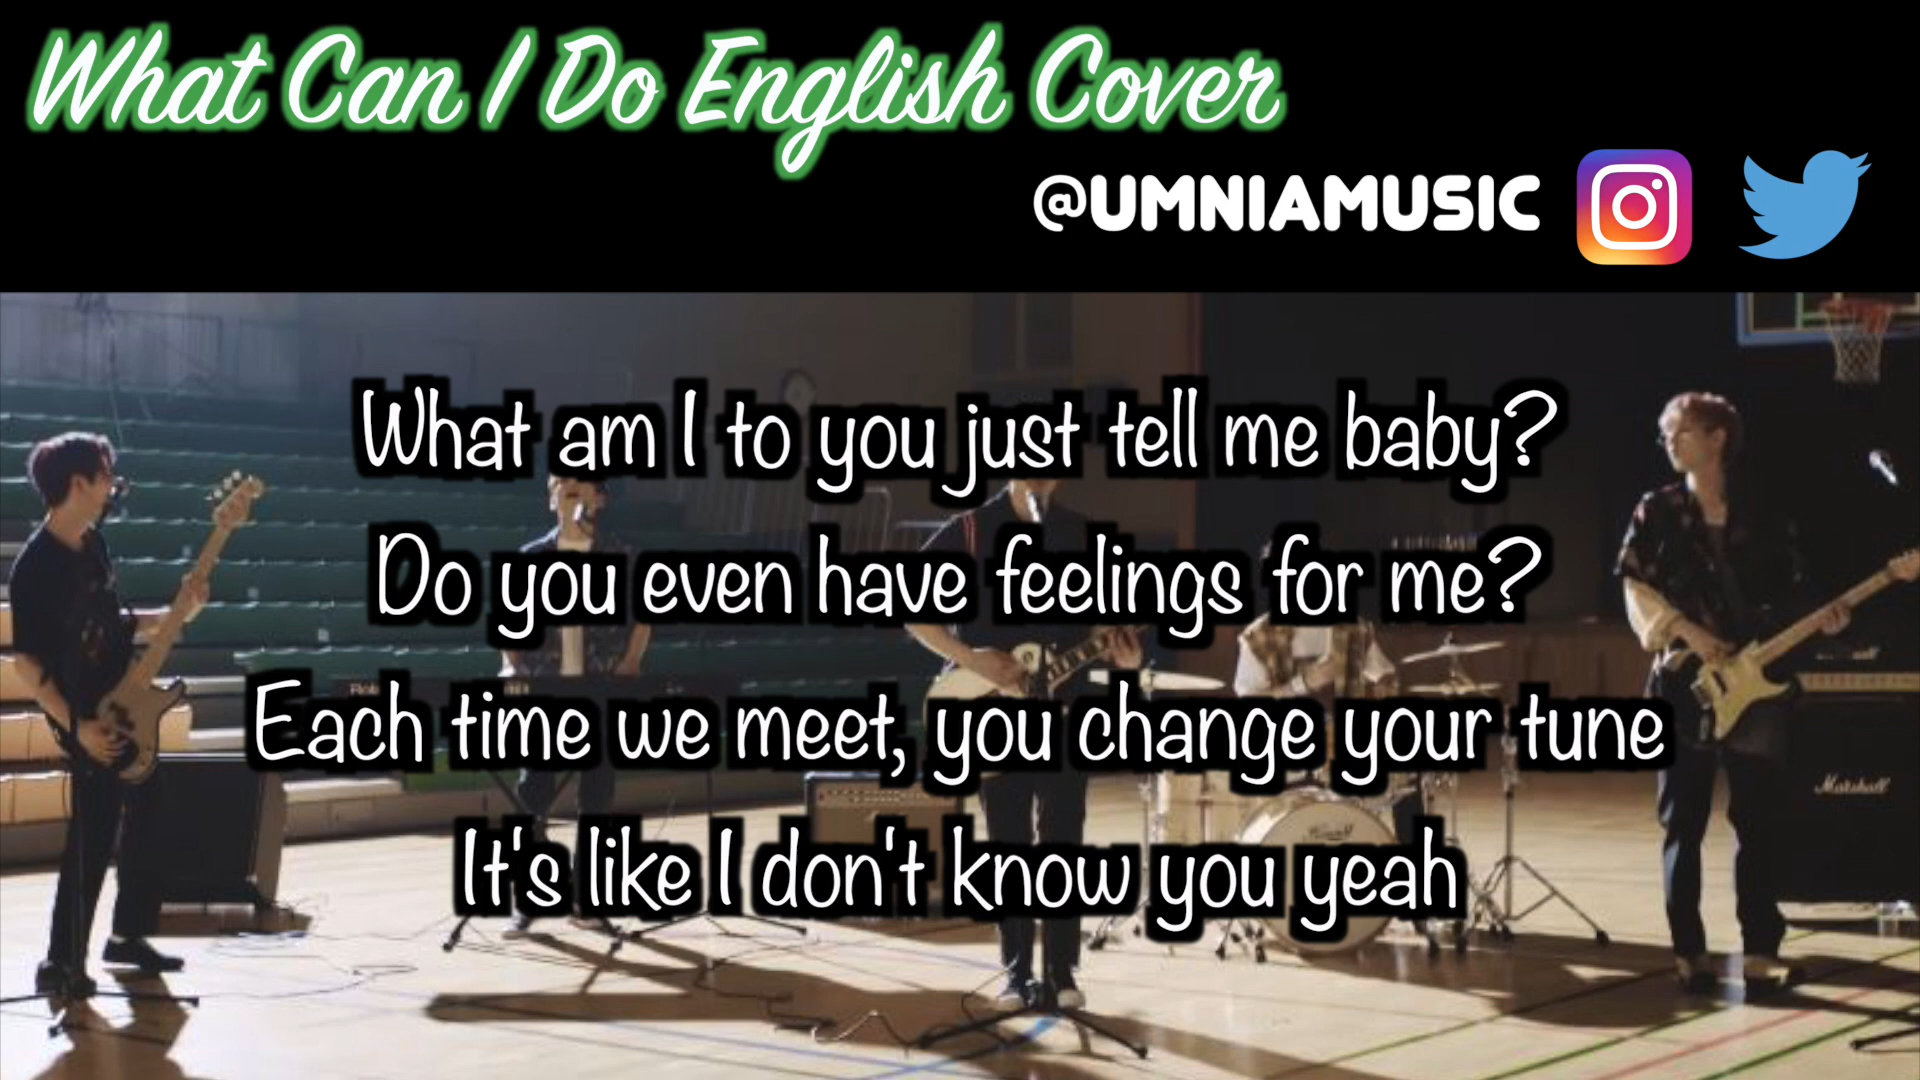 What Can I Do English Cover
@UMNIAMUSIC
What am I to you just tell me baby?
Do you even have feelings for me?
Each time we meet, you change your tune
It's like I don't know you yeah
Marshall